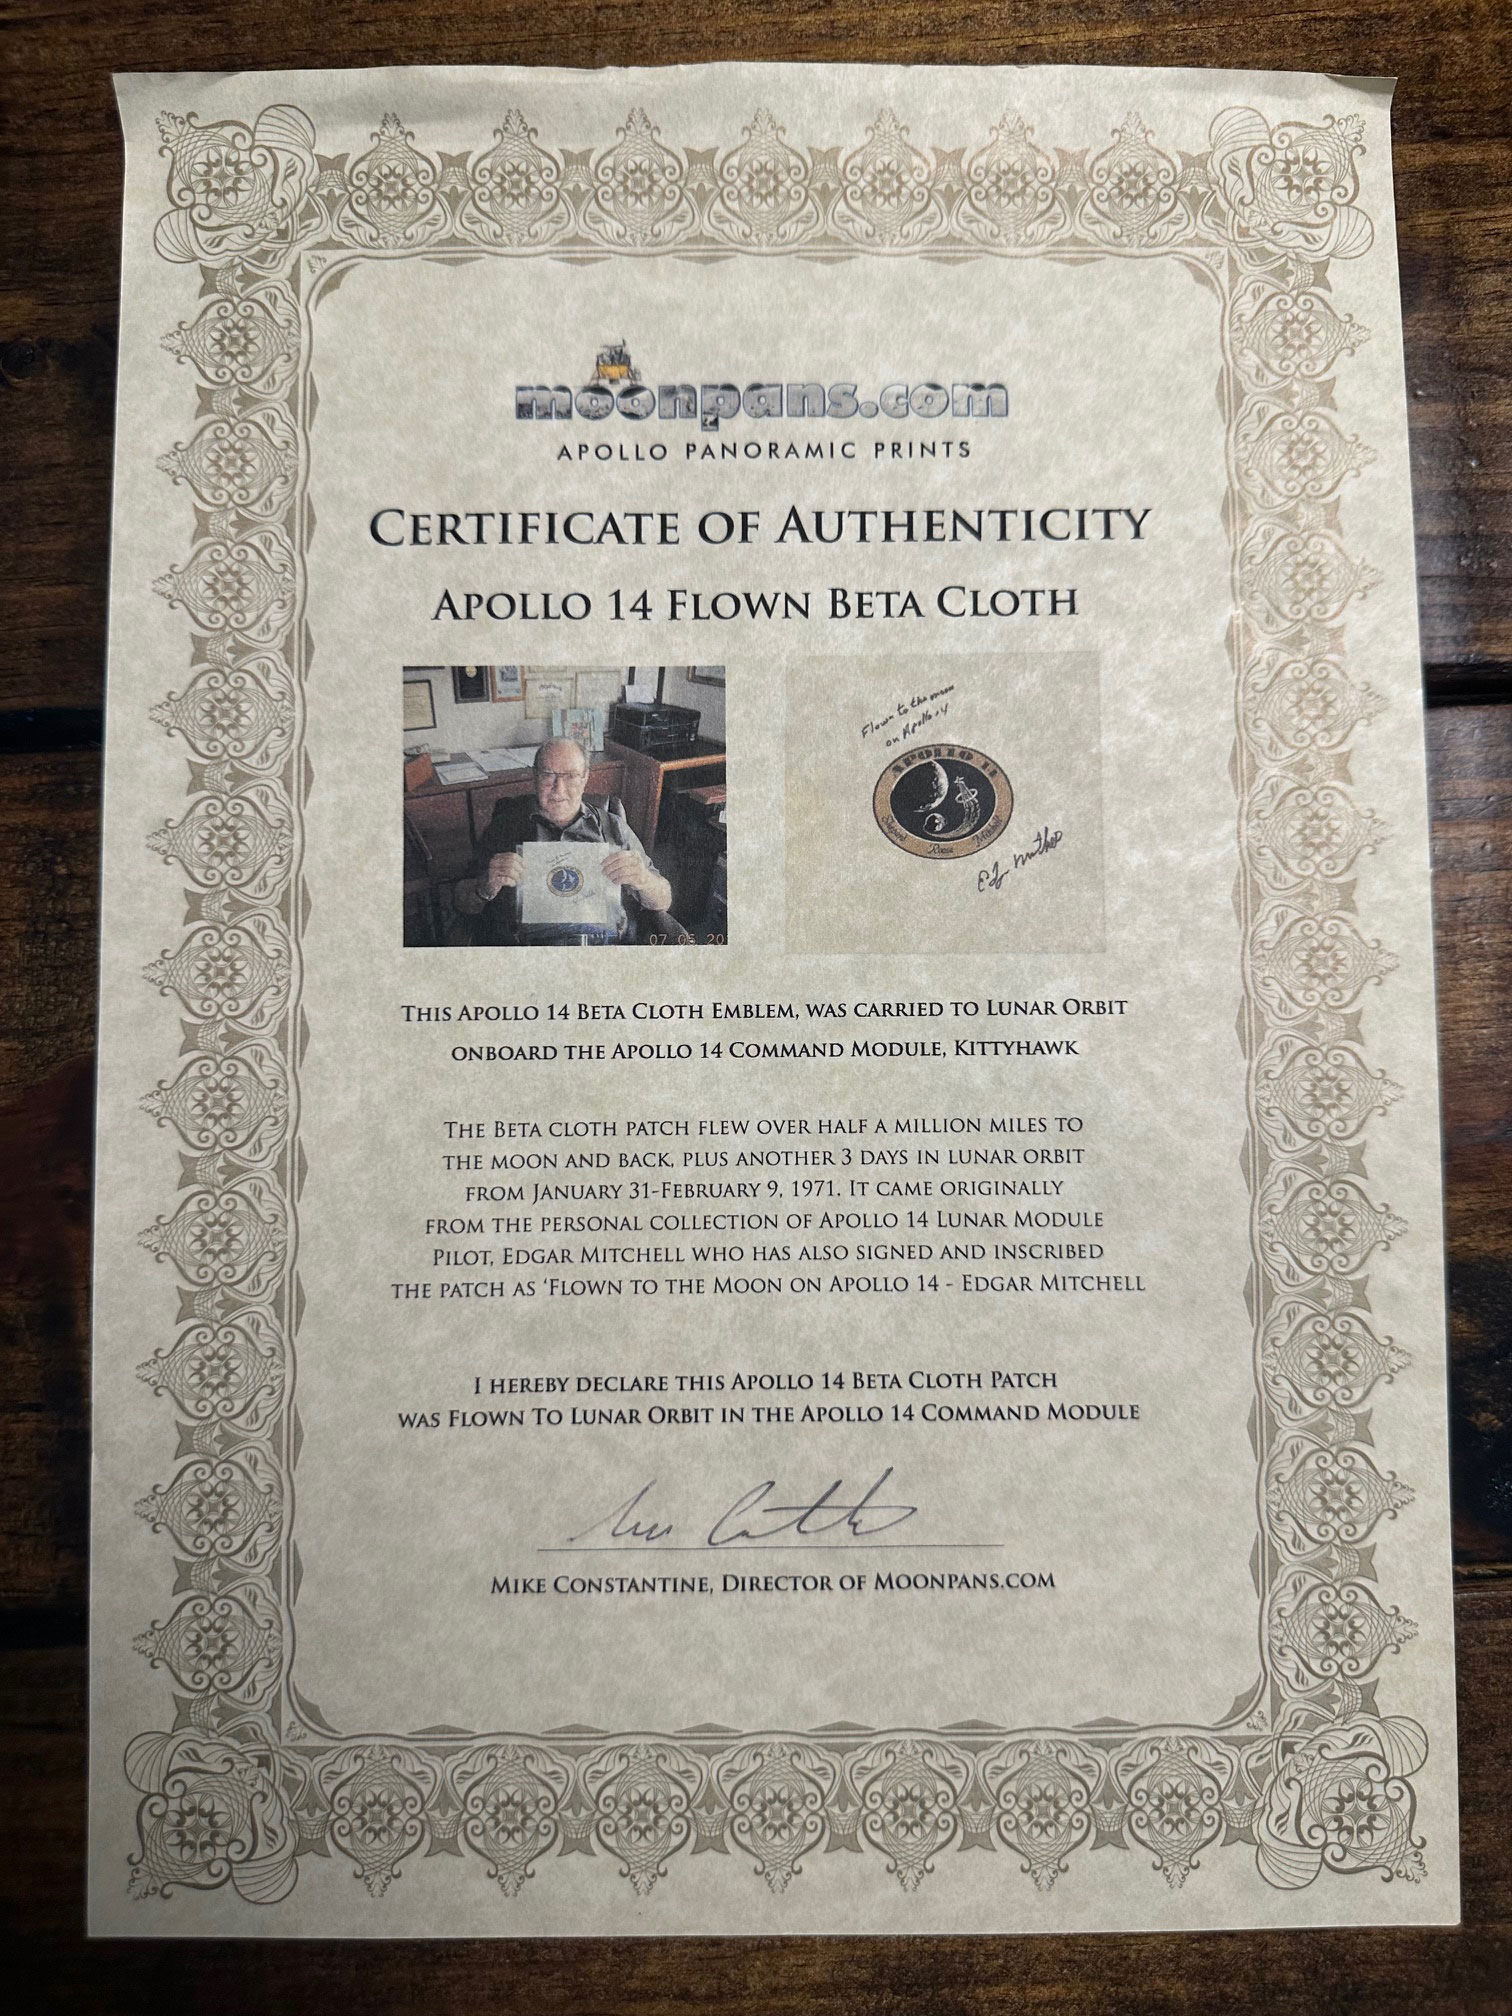 moonpans.com
APOLLO PANORAMIC PRINTS
CERTIFICATE OF AUTHENTICITY
APOLLO 14 FLOWN BETA CLOTH
Flown to the moon
on Apollo 14
APOLLO 14
Shepard Roosa Mitchell
Edgar Mitchell
07 05 20
THIS APOLLO 14 BETA CLOTH EMBLEM, WAS CARRIED TO LUNAR ORBIT
ONBOARD THE APOLLO 14 COMMAND MODULE, KITTYHAWK
THE BETA CLOTH PATCH FLEW OVER HALF A MILLION MILES TO
THE MOON AND BACK, PLUS ANOTHER 3 DAYS IN LUNAR ORBIT
FROM JANUARY 31-FEBRUARY 9, 1971. IT CAME ORIGINALLY
FROM THE PERSONAL COLLECTION OF APOLLO 14 LUNAR MODULE
PILOT, EDGAR MITCHELL WHO HAS ALSO SIGNED AND INSCRIBED
THE PATCH AS ‘FLOWN TO THE MOON ON APOLLO 14 - EDGAR MITCHELL
I HEREBY DECLARE THIS APOLLO 14 BETA CLOTH PATCH
WAS FLOWN TO LUNAR ORBIT IN THE APOLLO 14 COMMAND MODULE
MIKE CONSTANTINE, DIRECTOR OF MOONPANS.COM